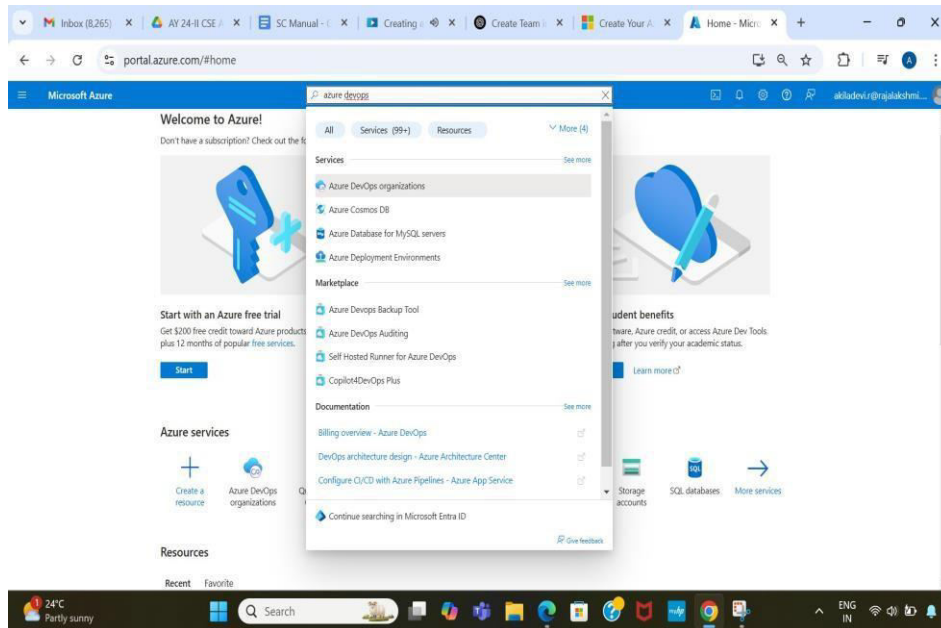 Inbox (8,265)
AY 24-II CSE
SC Manual -
Creating
Create Team
Create Your A
Home - Micro
portal.azure.com/#home
Microsoft Azure
azure devops
akiladevi.r@rajalakshmi...
Welcome to Azure!
Don't have a subscription? Check out the fo
All
Services (99+)
Resources
More (4)
Services
See more
Azure DevOps organizations
Azure Cosmos DB
Azure Database for MySQL servers
Azure Deployment Environments
Marketplace
See more
Azure Devops Backup Tool
Azure DevOps Auditing
Self Hosted Runner for Azure DevOps
Copilot4DevOps Plus
Documentation
See more
Billing overview - Azure DevOps
DevOps architecture design - Azure Architecture Center
Configure CI/CD with Azure Pipelines - Azure App Service
Continue searching in Microsoft Entra ID
Give feedback
Start with an Azure free trial
Get $200 free credit toward Azure products
plus 12 months of popular free services.
Start
udent benefits
tware, Azure credit, or access Azure Dev Tools
after you verify your academic status.
Learn more
Azure services
Create a
resource
Azure DevOps
organizations
Storage
accounts
SQL
SQL databases
More services
Resources
Recent
Favorite
1
24°C
Partly sunny
Search
myhp
ENG
IN